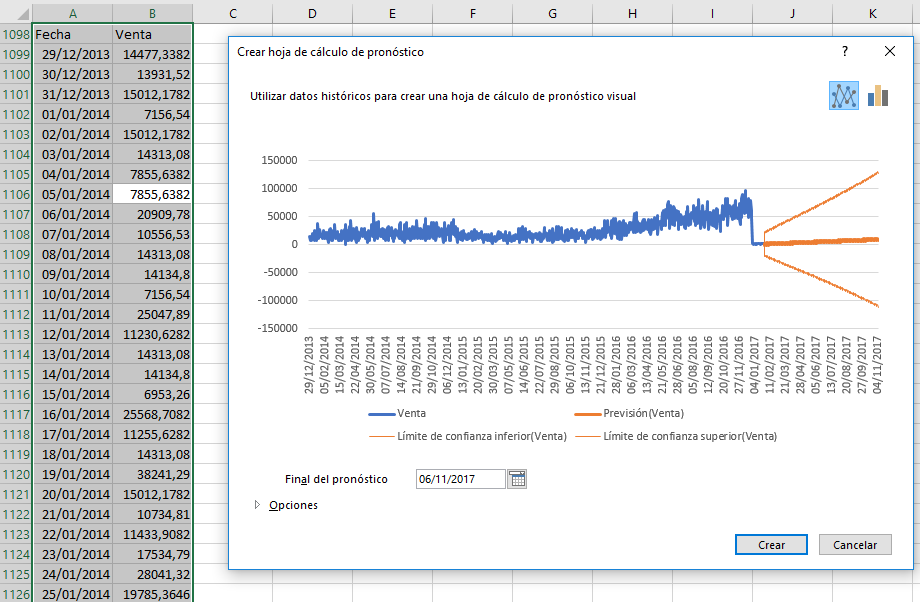 A B C D E F G H I J K
1098 Fecha Venta
1099 29/12/2013 14477,3382
1100 30/12/2013 13931,52
1101 31/12/2013 15012,1782
1102 01/01/2014 7156,54
1103 02/01/2014 15012,1782
1104 03/01/2014 14313,08
1105 04/01/2014 7855,6382
1106 05/01/2014 7855,6382
1107 06/01/2014 20909,78
1108 07/01/2014 10556,53
1109 08/01/2014 14313,08
1110 09/01/2014 14134,8
1111 10/01/2014 7156,54
1112 11/01/2014 25047,89
1113 12/01/2014 11230,6282
1114 13/01/2014 14313,08
1115 14/01/2014 14134,8
1116 15/01/2014 6953,26
1117 16/01/2014 25568,7082
1118 17/01/2014 11255,6282
1119 18/01/2014 14313,08
1120 19/01/2014 38241,29
1121 20/01/2014 15012,1782
1122 21/01/2014 10734,81
1123 22/01/2014 11433,9082
1124 23/01/2014 17534,79
1125 24/01/2014 28041,32
1126 25/01/2014 19785,3646
Crear hoja de cálculo de pronóstico ?
Utilizar datos históricos para crear una hoja de cálculo de pronóstico visual
150000
100000
50000
0
-50000
-100000
-150000
29/12/2013
05/02/2014
15/03/2014
22/04/2014
30/05/2014
07/07/2014
14/08/2014
21/09/2014
29/10/2014
06/12/2014
13/01/2015
20/02/2015
30/03/2015
07/05/2015
14/06/2015
22/07/2015
29/08/2015
06/10/2015
13/11/2015
21/12/2015
28/01/2016
06/03/2016
13/04/2016
21/05/2016
28/06/2016
05/08/2016
12/09/2016
20/10/2016
27/11/2016
04/01/2017
11/02/2017
21/03/2017
28/04/2017
05/06/2017
13/07/2017
20/08/2017
27/09/2017
04/11/2017
Venta Previsión(Venta)
Límite de confianza inferior(Venta) Límite de confianza superior(Venta)
Final del pronóstico 06/11/2017
Opciones
Crear Cancelar